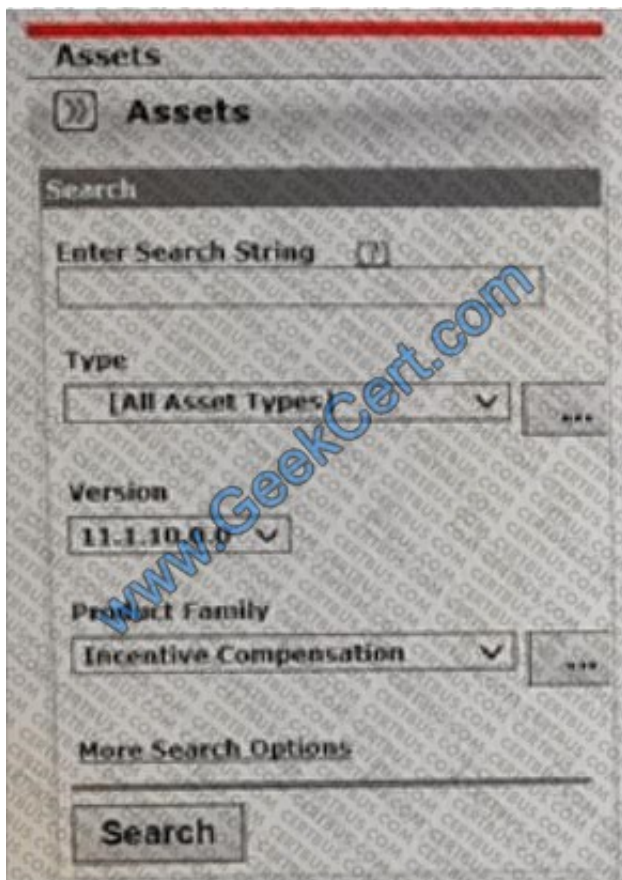 Assets
Assets
Search
Enter Search String [?]
Type
[All Asset Types]
...
Version
11.1.10.0.0
Product Family
Incentive Compensation
...
More Search Options
Search
www.GeekCert.com